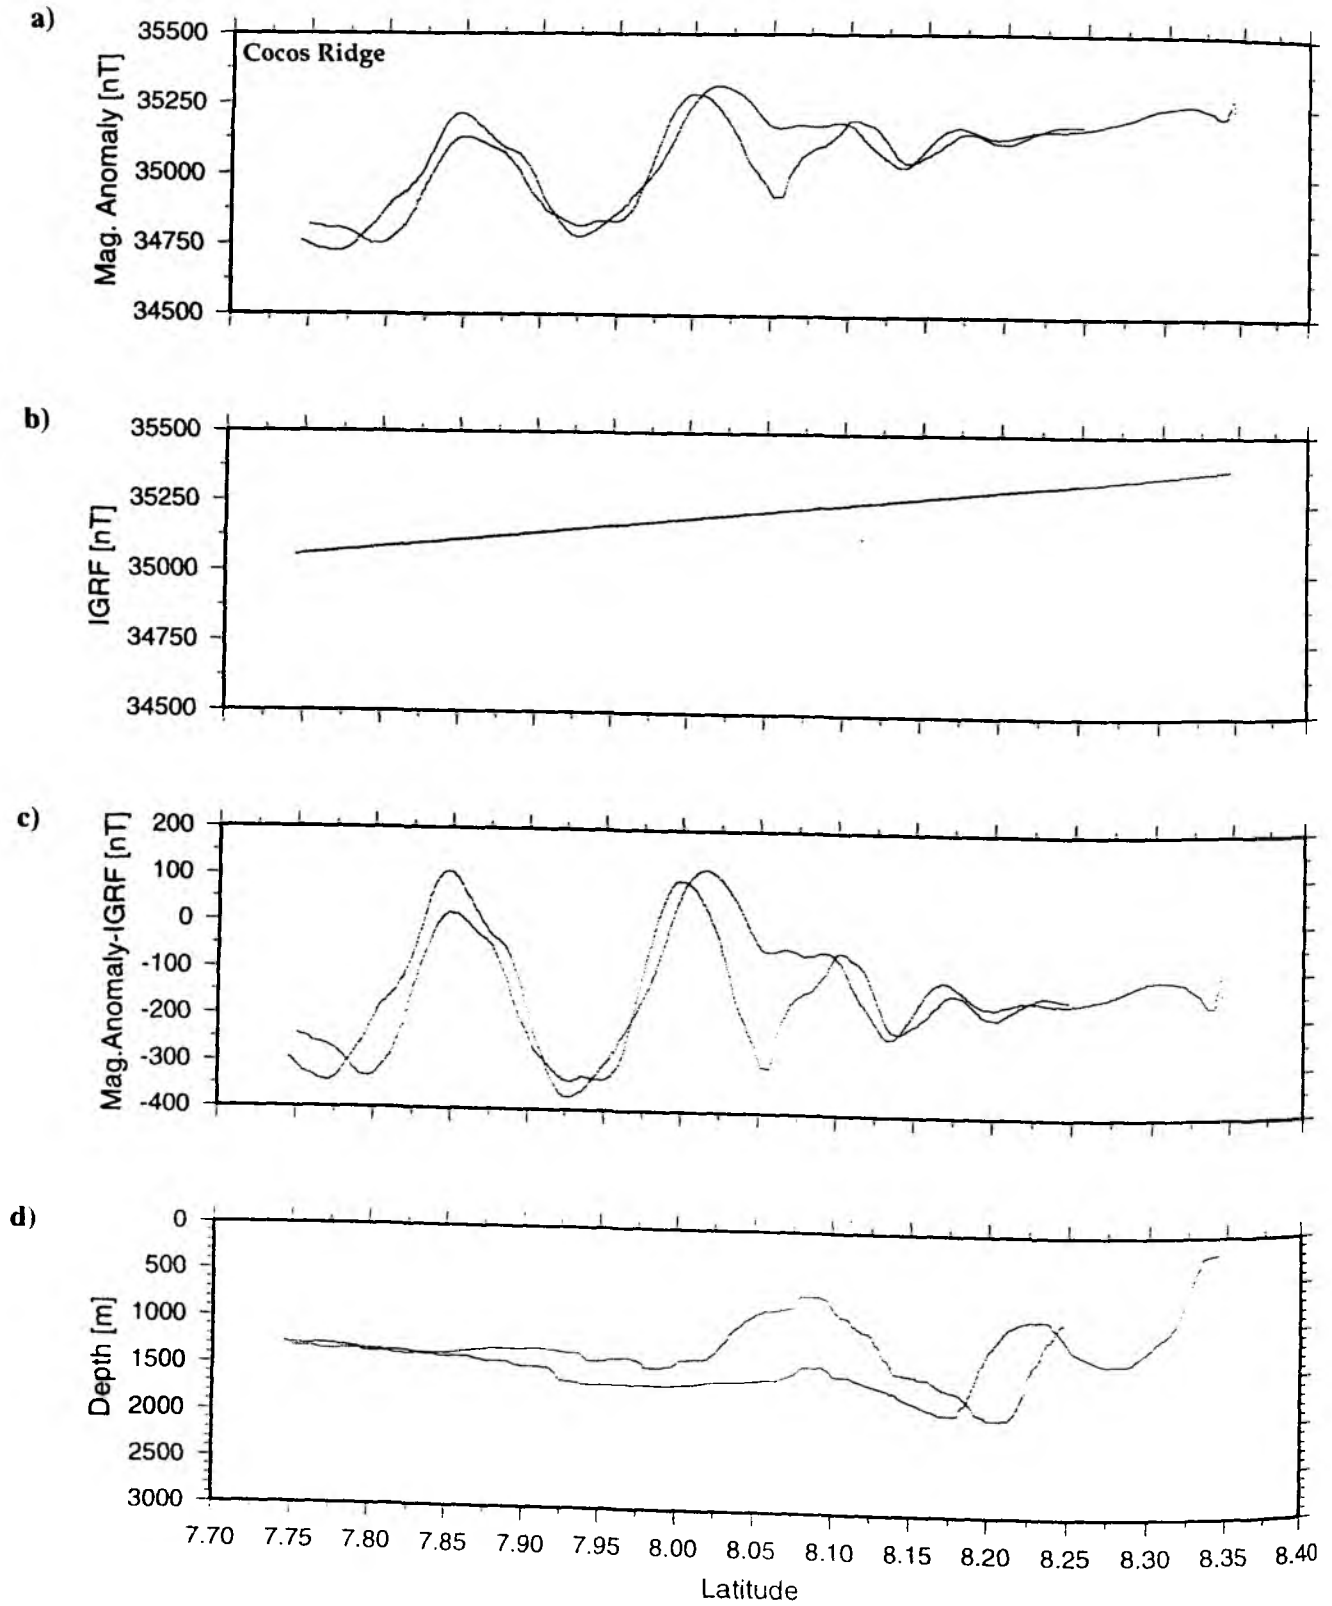 a)
35500
Cocos Ridge
35250
35000
34750
34500
Mag. Anomaly [nT]
b)
35500
35250
35000
34750
34500
IGRF [nT]
c)
200
100
0
-100
-200
-300
-400
Mag.Anomaly-IGRF [nT]
d)
0
500
1000
1500
2000
2500
3000
Depth [m]
7.70 7.75 7.80 7.85 7.90 7.95 8.00 8.05 8.10 8.15 8.20 8.25 8.30 8.35 8.40
Latitude